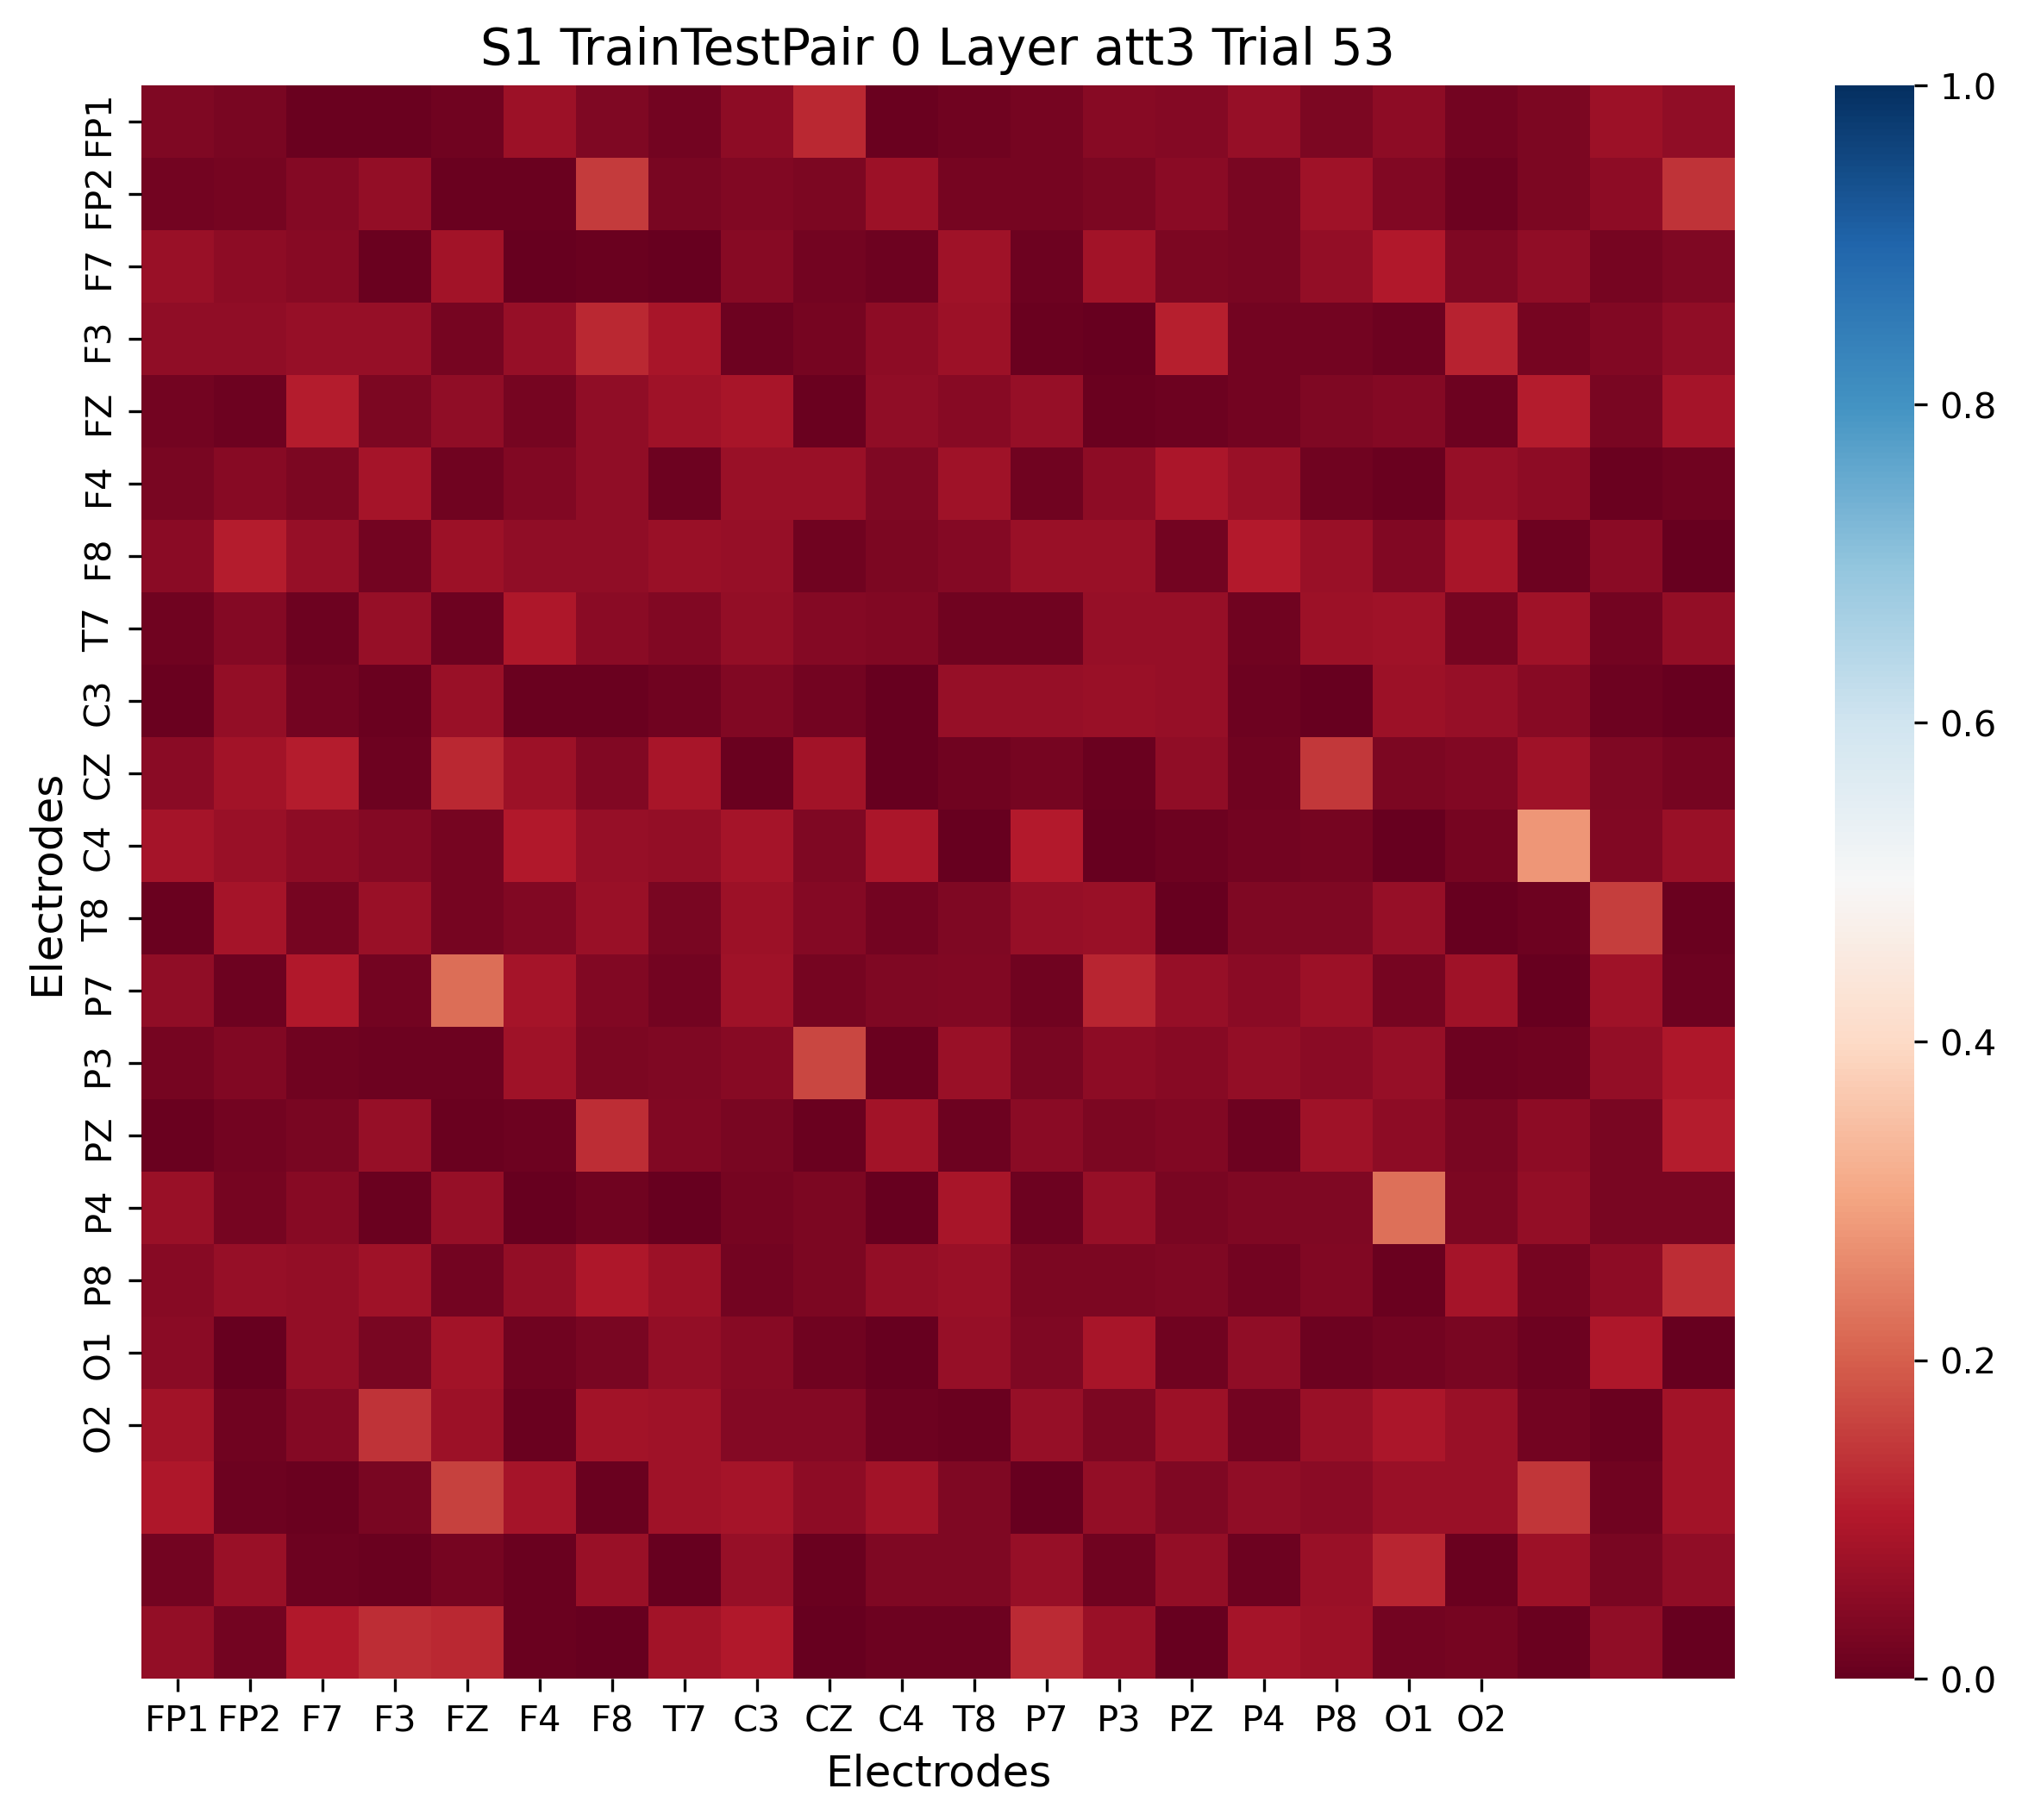 S1 TrainTestPair 0 Layer att3 Trial 53
Electrodes
FP1
FP2
F7
F3
FZ
F4
F8
T7
C3
CZ
C4
T8
P7
P3
PZ
P4
P8
O1
O2
FP1 FP2 F7 F3 FZ F4 F8 T7 C3 CZ C4 T8 P7 P3 PZ P4 P8 O1 O2
Electrodes
1.0
0.8
0.6
0.4
0.2
0.0